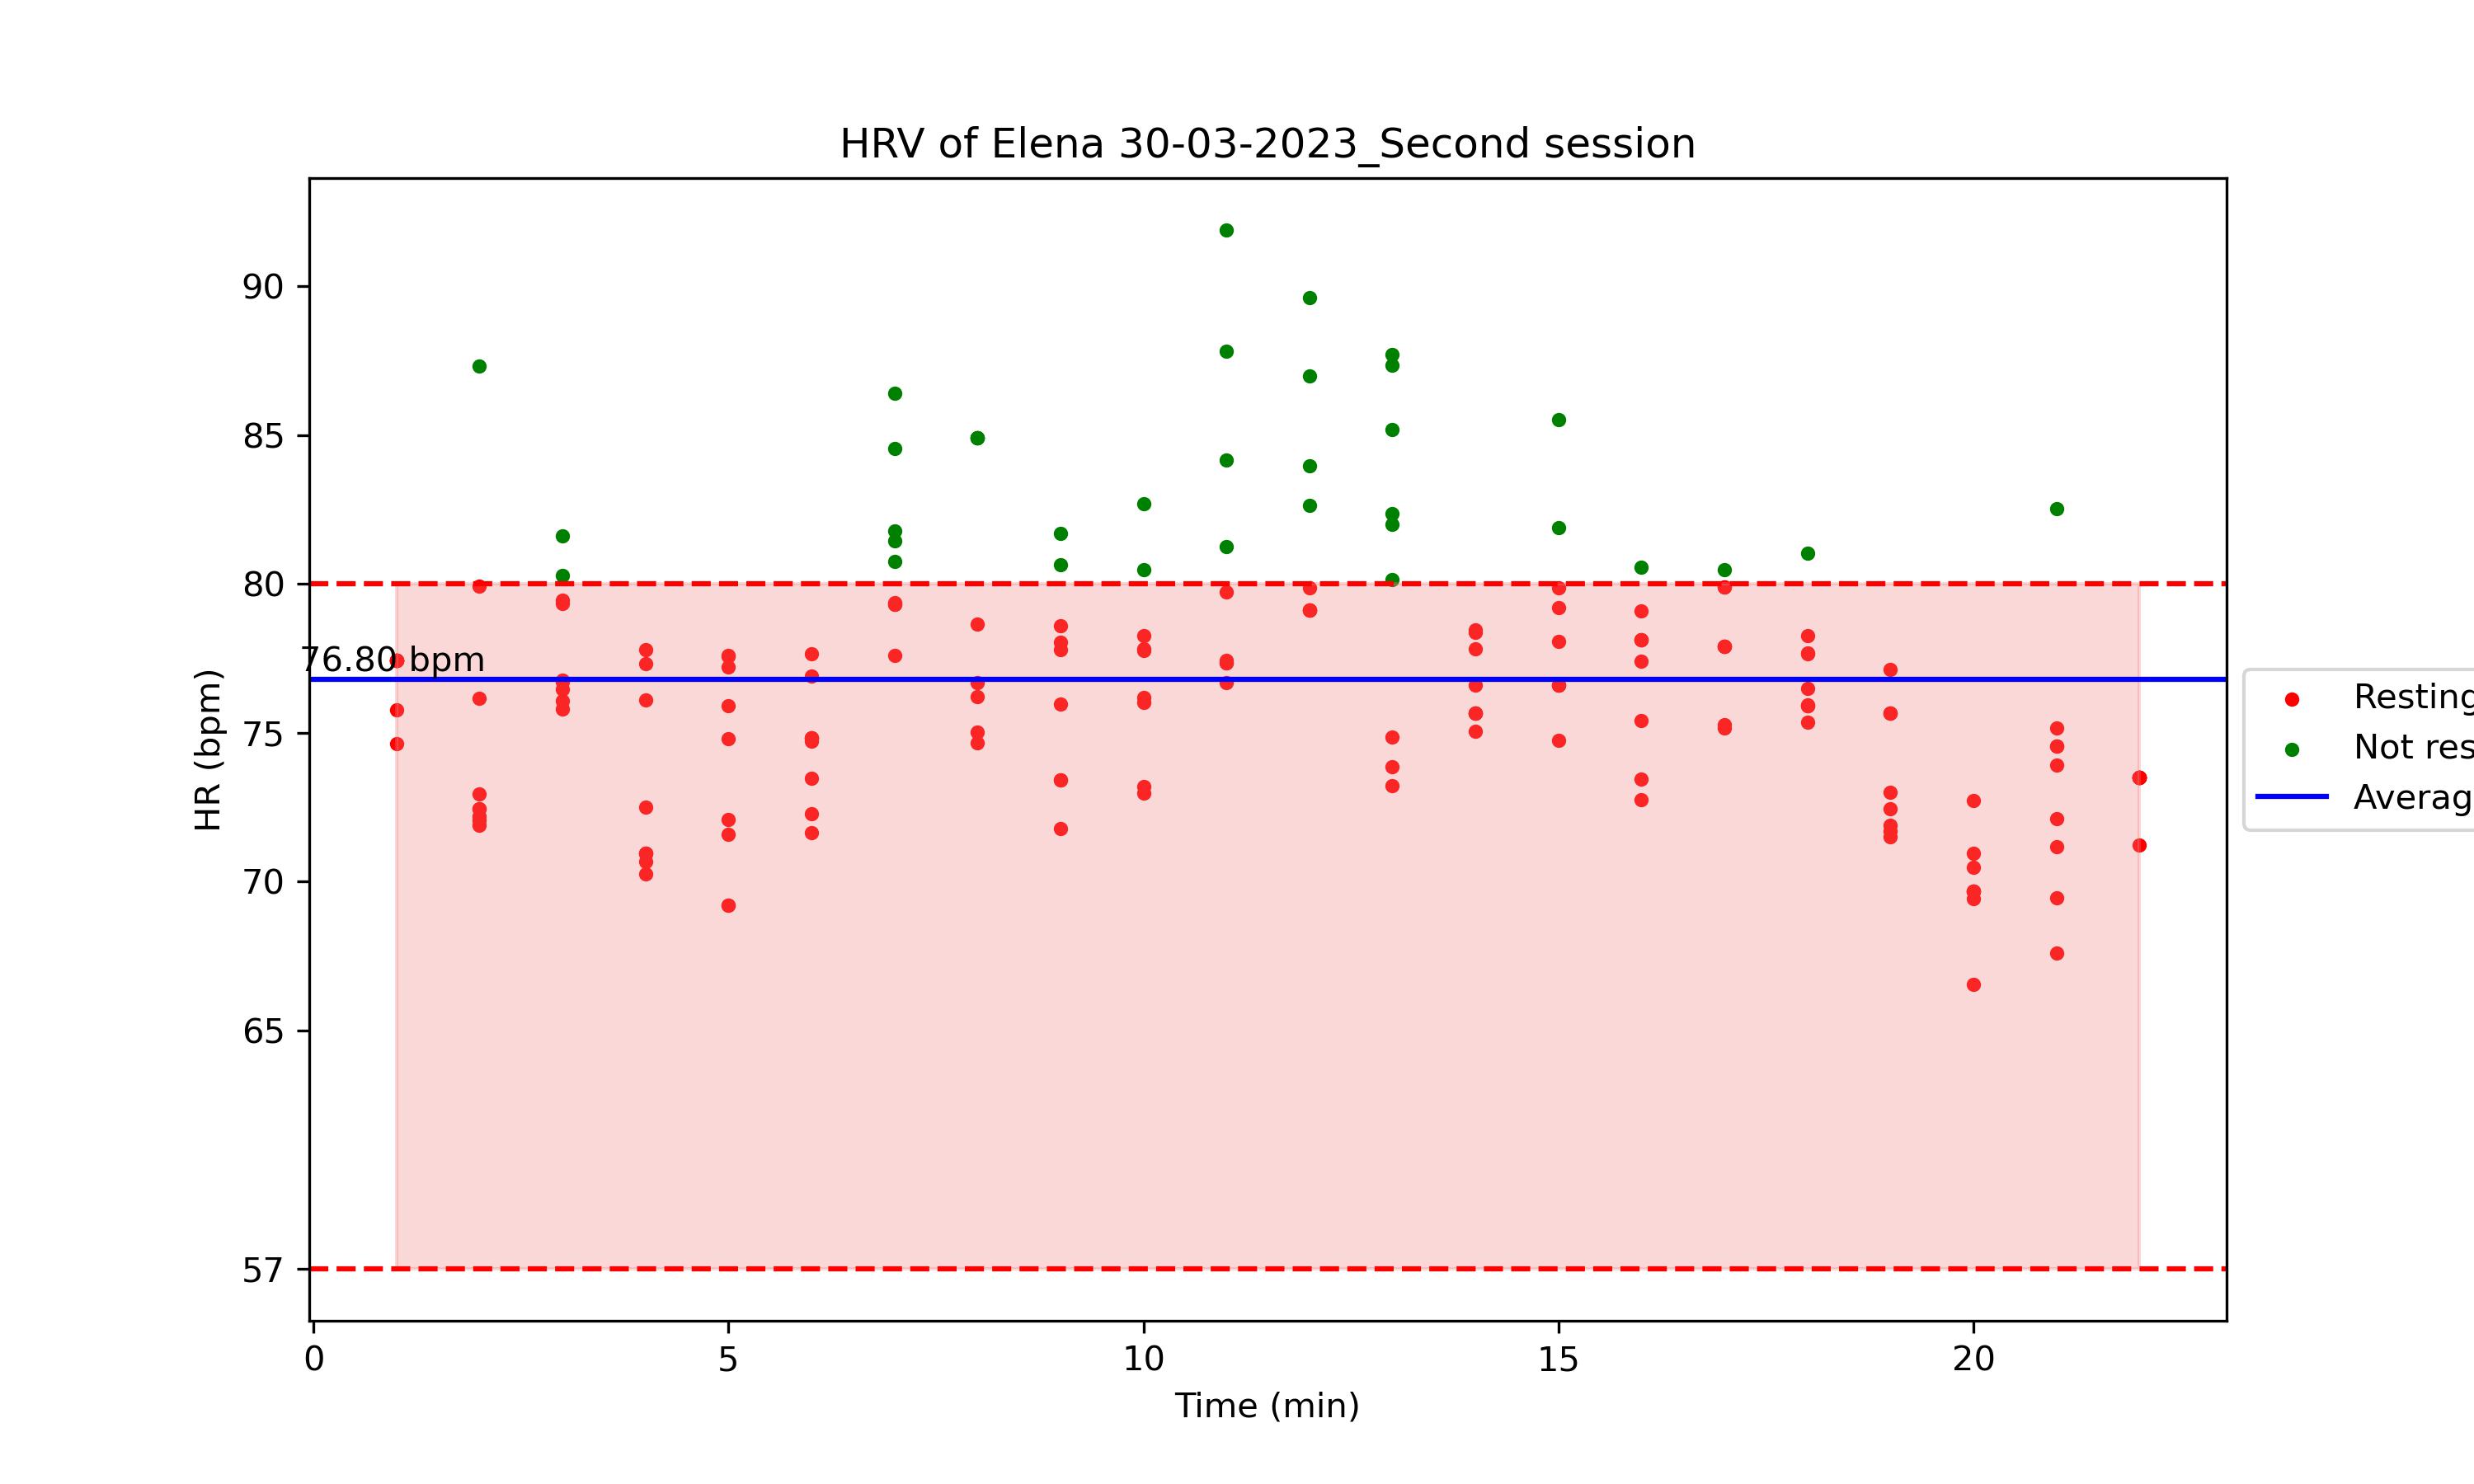 HRV of Elena 30-03-2023_Second session
90
85
80
75
70
65
57
HR (bpm)
76.80 bpm
0 5 10 15 20
Time (min)
Resting
Not res
Averag